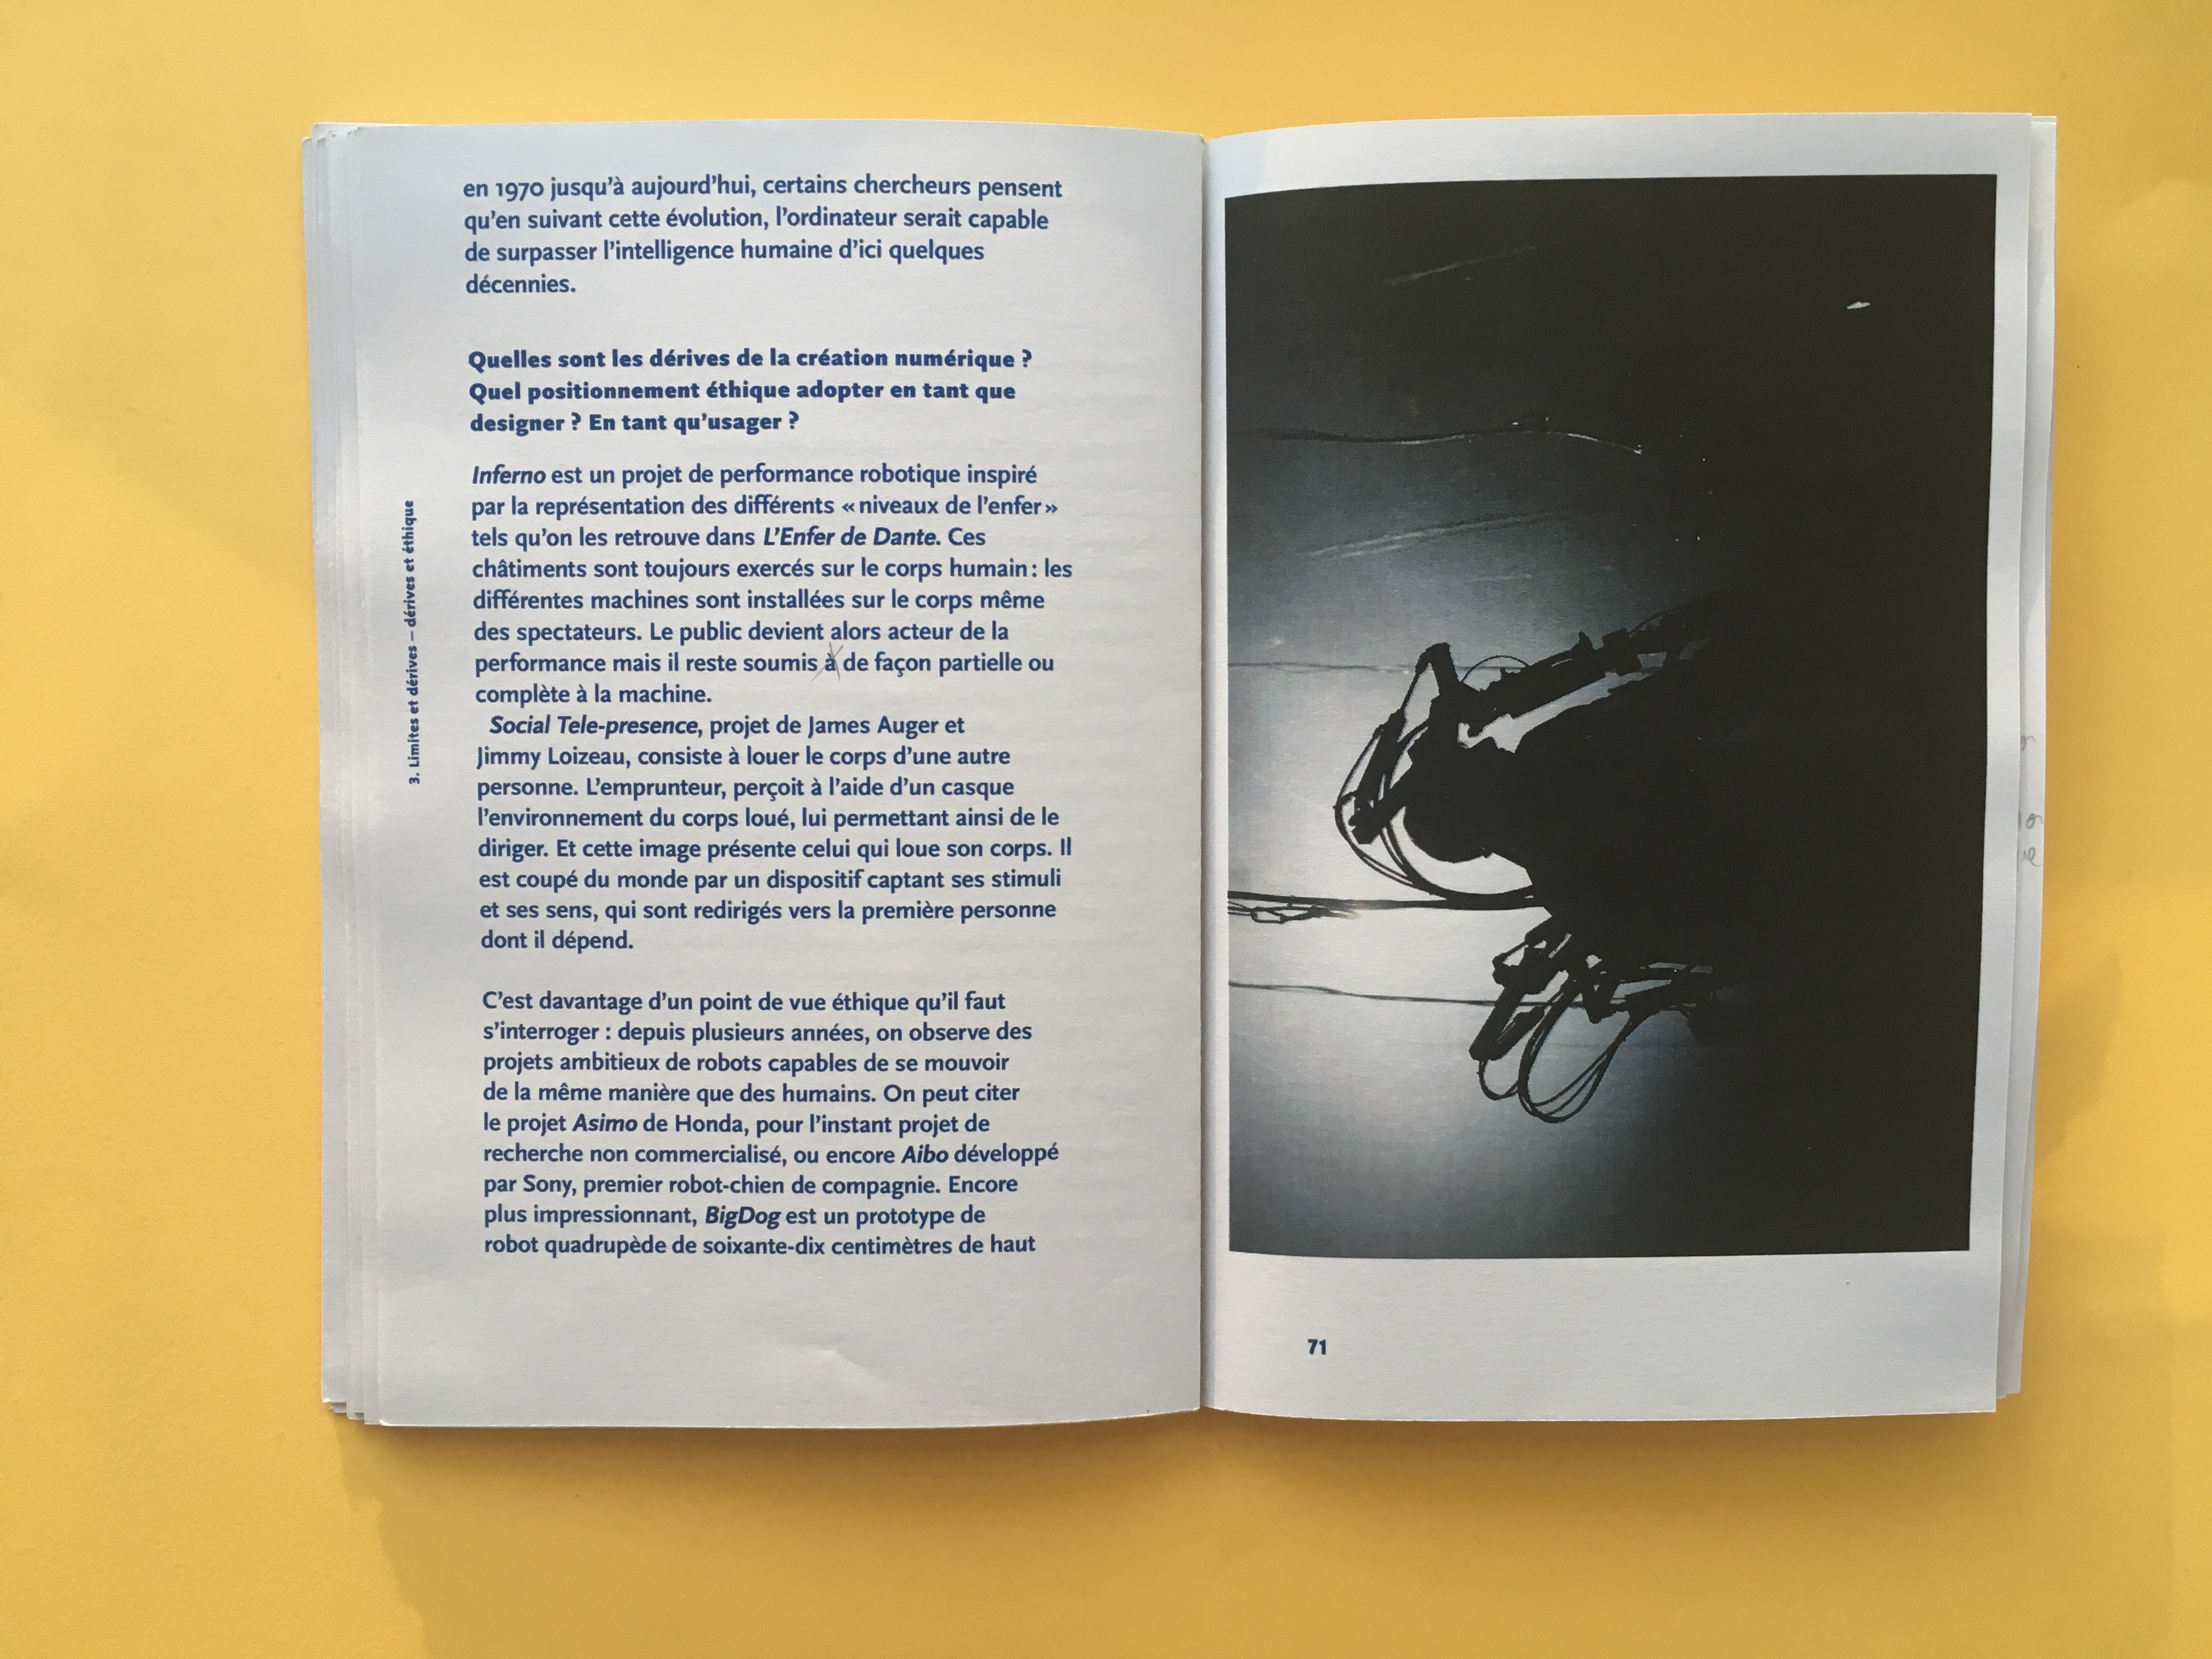 3. Limites et dérives – dérives et éthique
en 1970 jusqu'à aujourd'hui, certains chercheurs pensent
qu'en suivant cette évolution, l'ordinateur serait capable
de surpasser l'intelligence humaine d'ici quelques
décennies.
Quelles sont les dérives de la création numérique ?
Quel positionnement éthique adopter en tant que
designer ? En tant qu'usager ?
Inferno est un projet de performance robotique inspiré
par la représentation des différents « niveaux de l'enfer »
tels qu'on les retrouve dans L'Enfer de Dante. Ces
châtiments sont toujours exercés sur le corps humain : les
différentes machines sont installées sur le corps même
des spectateurs. Le public devient alors acteur de la
performance mais il reste soumis à de façon partielle ou
complète à la machine.
Social Tele-presence, projet de James Auger et
Jimmy Loizeau, consiste à louer le corps d'une autre
personne. L'emprunteur, perçoit à l'aide d'un casque
l'environnement du corps loué, lui permettant ainsi de le
diriger. Et cette image présente celui qui loue son corps. Il
est coupé du monde par un dispositif captant ses stimuli
et ses sens, qui sont redirigés vers la première personne
dont il dépend.
C'est davantage d'un point de vue éthique qu'il faut
s'interroger : depuis plusieurs années, on observe des
projets ambitieux de robots capables de se mouvoir
de la même manière que des humains. On peut citer
le projet Asimo de Honda, pour l'instant projet de
recherche non commercialisé, ou encore Aibo développé
par Sony, premier robot-chien de compagnie. Encore
plus impressionnant, BigDog est un prototype de
robot quadrupède de soixante-dix centimètres de haut
71